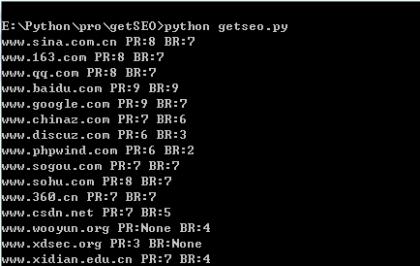 E:\Python\pro\getSEO>python getseo.py
www.sina.com.cn PR:8 BR:7
www.163.com PR:8 BR:7
www.qq.com PR:8 BR:7
www.baidu.com PR:9 BR:9
www.google.com PR:9 BR:7
www.chinaz.com PR:7 BR:6
www.discuz.com PR:6 BR:3
www.phpwind.com PR:6 BR:2
www.sogou.com PR:7 BR:7
www.sohu.com PR:8 BR:7
www.360.cn PR:7 BR:7
www.csdn.net PR:7 BR:5
www.wooyun.org PR:None BR:4
www.xdsec.org PR:3 BR:None
www.xidian.edu.cn PR:7 BR:4